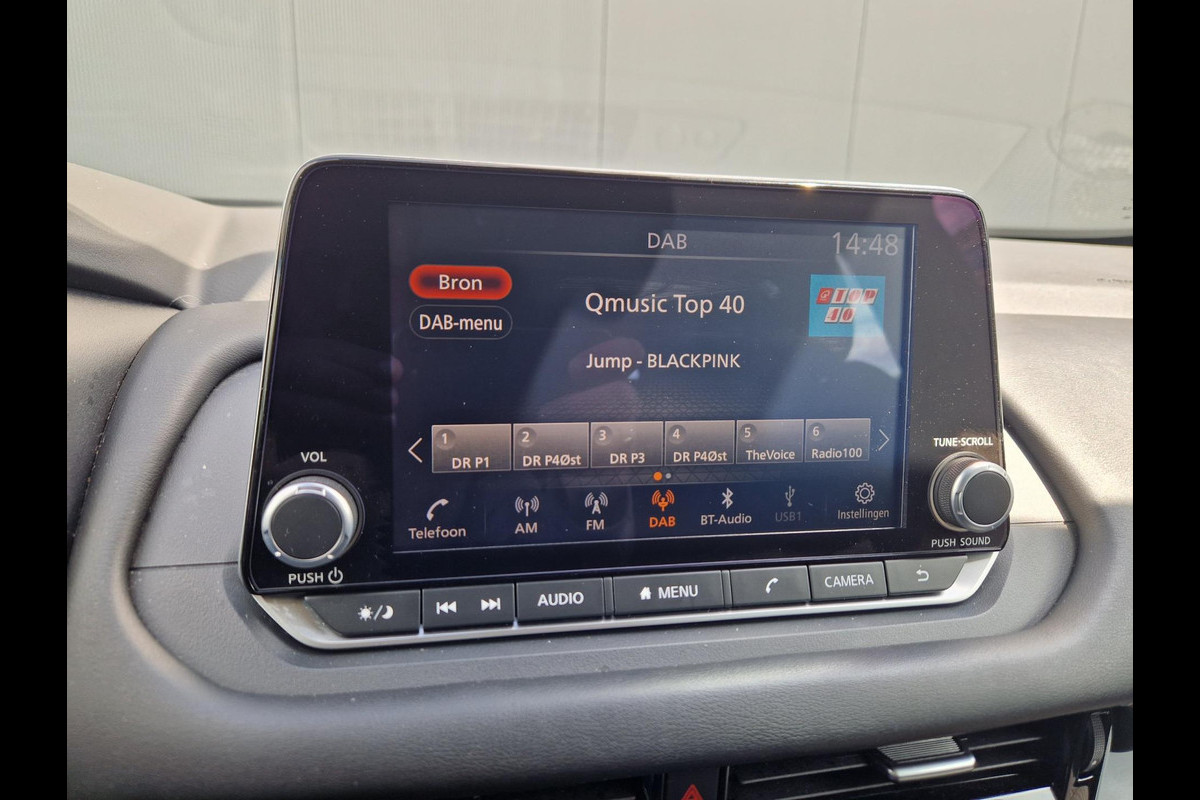 DAB
14:48
Bron
DAB-menu
Qmusic Top 40
TOP
40
Jump - BLACKPINK
1 DR P1
2 DR P4Øst
3 DR P3
4 DR P4Øst
5 TheVoice
6 Radio100
Telefoon
AM
FM
DAB
BT-Audio
USB1
Instellingen
VOL
PUSH
TUNE·SCROLL
PUSH SOUND
AUDIO
MENU
CAMERA